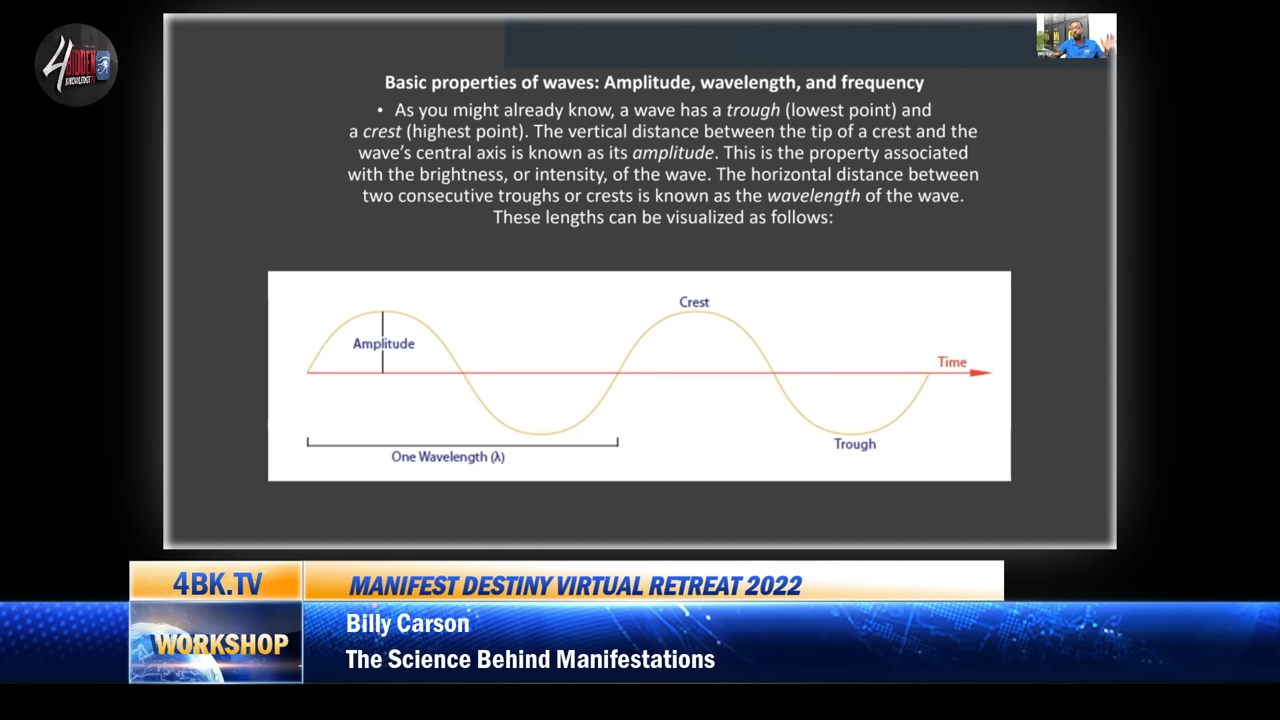 4
HIDDEN
KNOWLEDGE
Basic properties of waves: Amplitude, wavelength, and frequency
• As you might already know, a wave has a trough (lowest point) and
a crest (highest point). The vertical distance between the tip of a crest and the
wave’s central axis is known as its amplitude. This is the property associated
with the brightness, or intensity, of the wave. The horizontal distance between
two consecutive troughs or crests is known as the wavelength of the wave.
These lengths can be visualized as follows:
Crest
Amplitude
Time
One Wavelength (λ)
Trough
4BK.TV
MANIFEST DESTINY VIRTUAL RETREAT 2022
WORKSHOP
Billy Carson
The Science Behind Manifestations